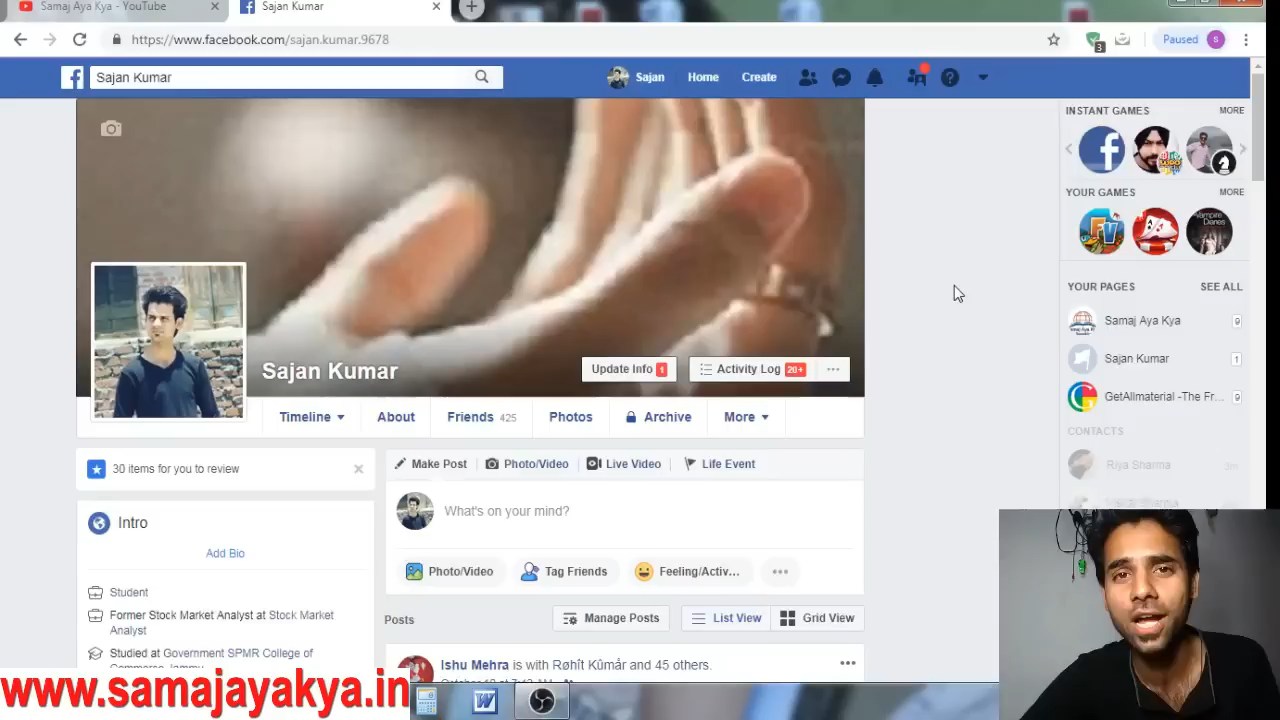 Samaj Aya Kya - YouTube
Sajan Kumar
https://www.facebook.com/sajan.kumar.9678
3
Paused
S
Sajan Kumar
Sajan
Home
Create
INSTANT GAMES
MORE
YOUR GAMES
MORE
YOUR PAGES
SEE ALL
Samaj Aya Kya
9
Sajan Kumar
1
GetAllmaterial -The Fr...
9
CONTACTS
Riya Sharma
3m
Sajan Kumar
Update Info 1
Activity Log 20+
Timeline
About
Friends 425
Photos
Archive
More
30 items for you to review
Make Post
Photo/Video
Live Video
Life Event
What's on your mind?
Photo/Video
Tag Friends
Feeling/Activ...
Intro
Add Bio
Student
Former Stock Market Analyst at Stock Market
Analyst
Studied at Government SPMR College of
Commerce Jammu
Posts
Manage Posts
List View
Grid View
Ishu Mehra is with Røhît Kûmår and 45 others.
www.samajayakya.in